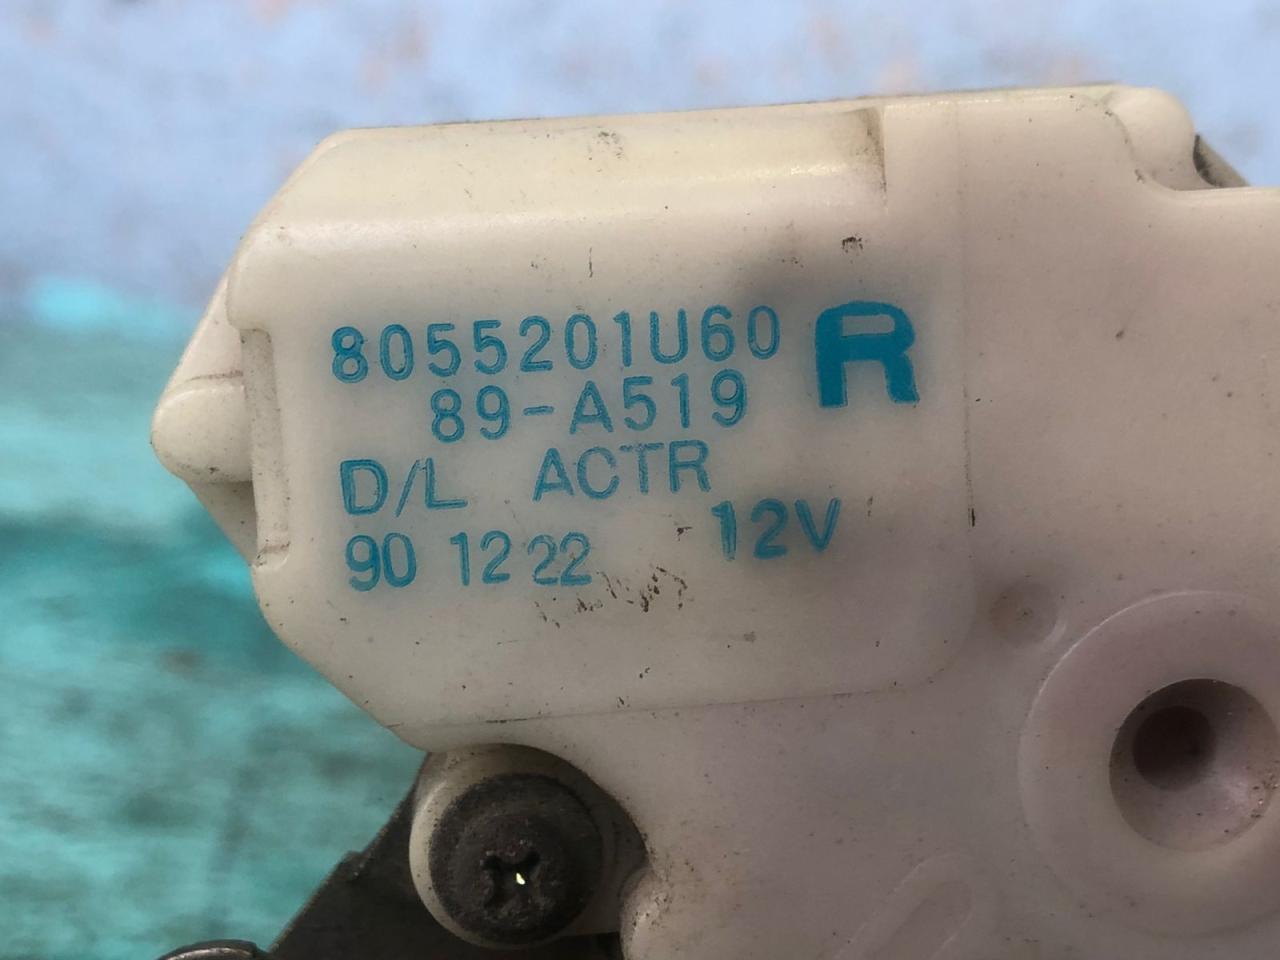 8055201U60 R
89-A519
D/L ACTR
90 12 22 12V